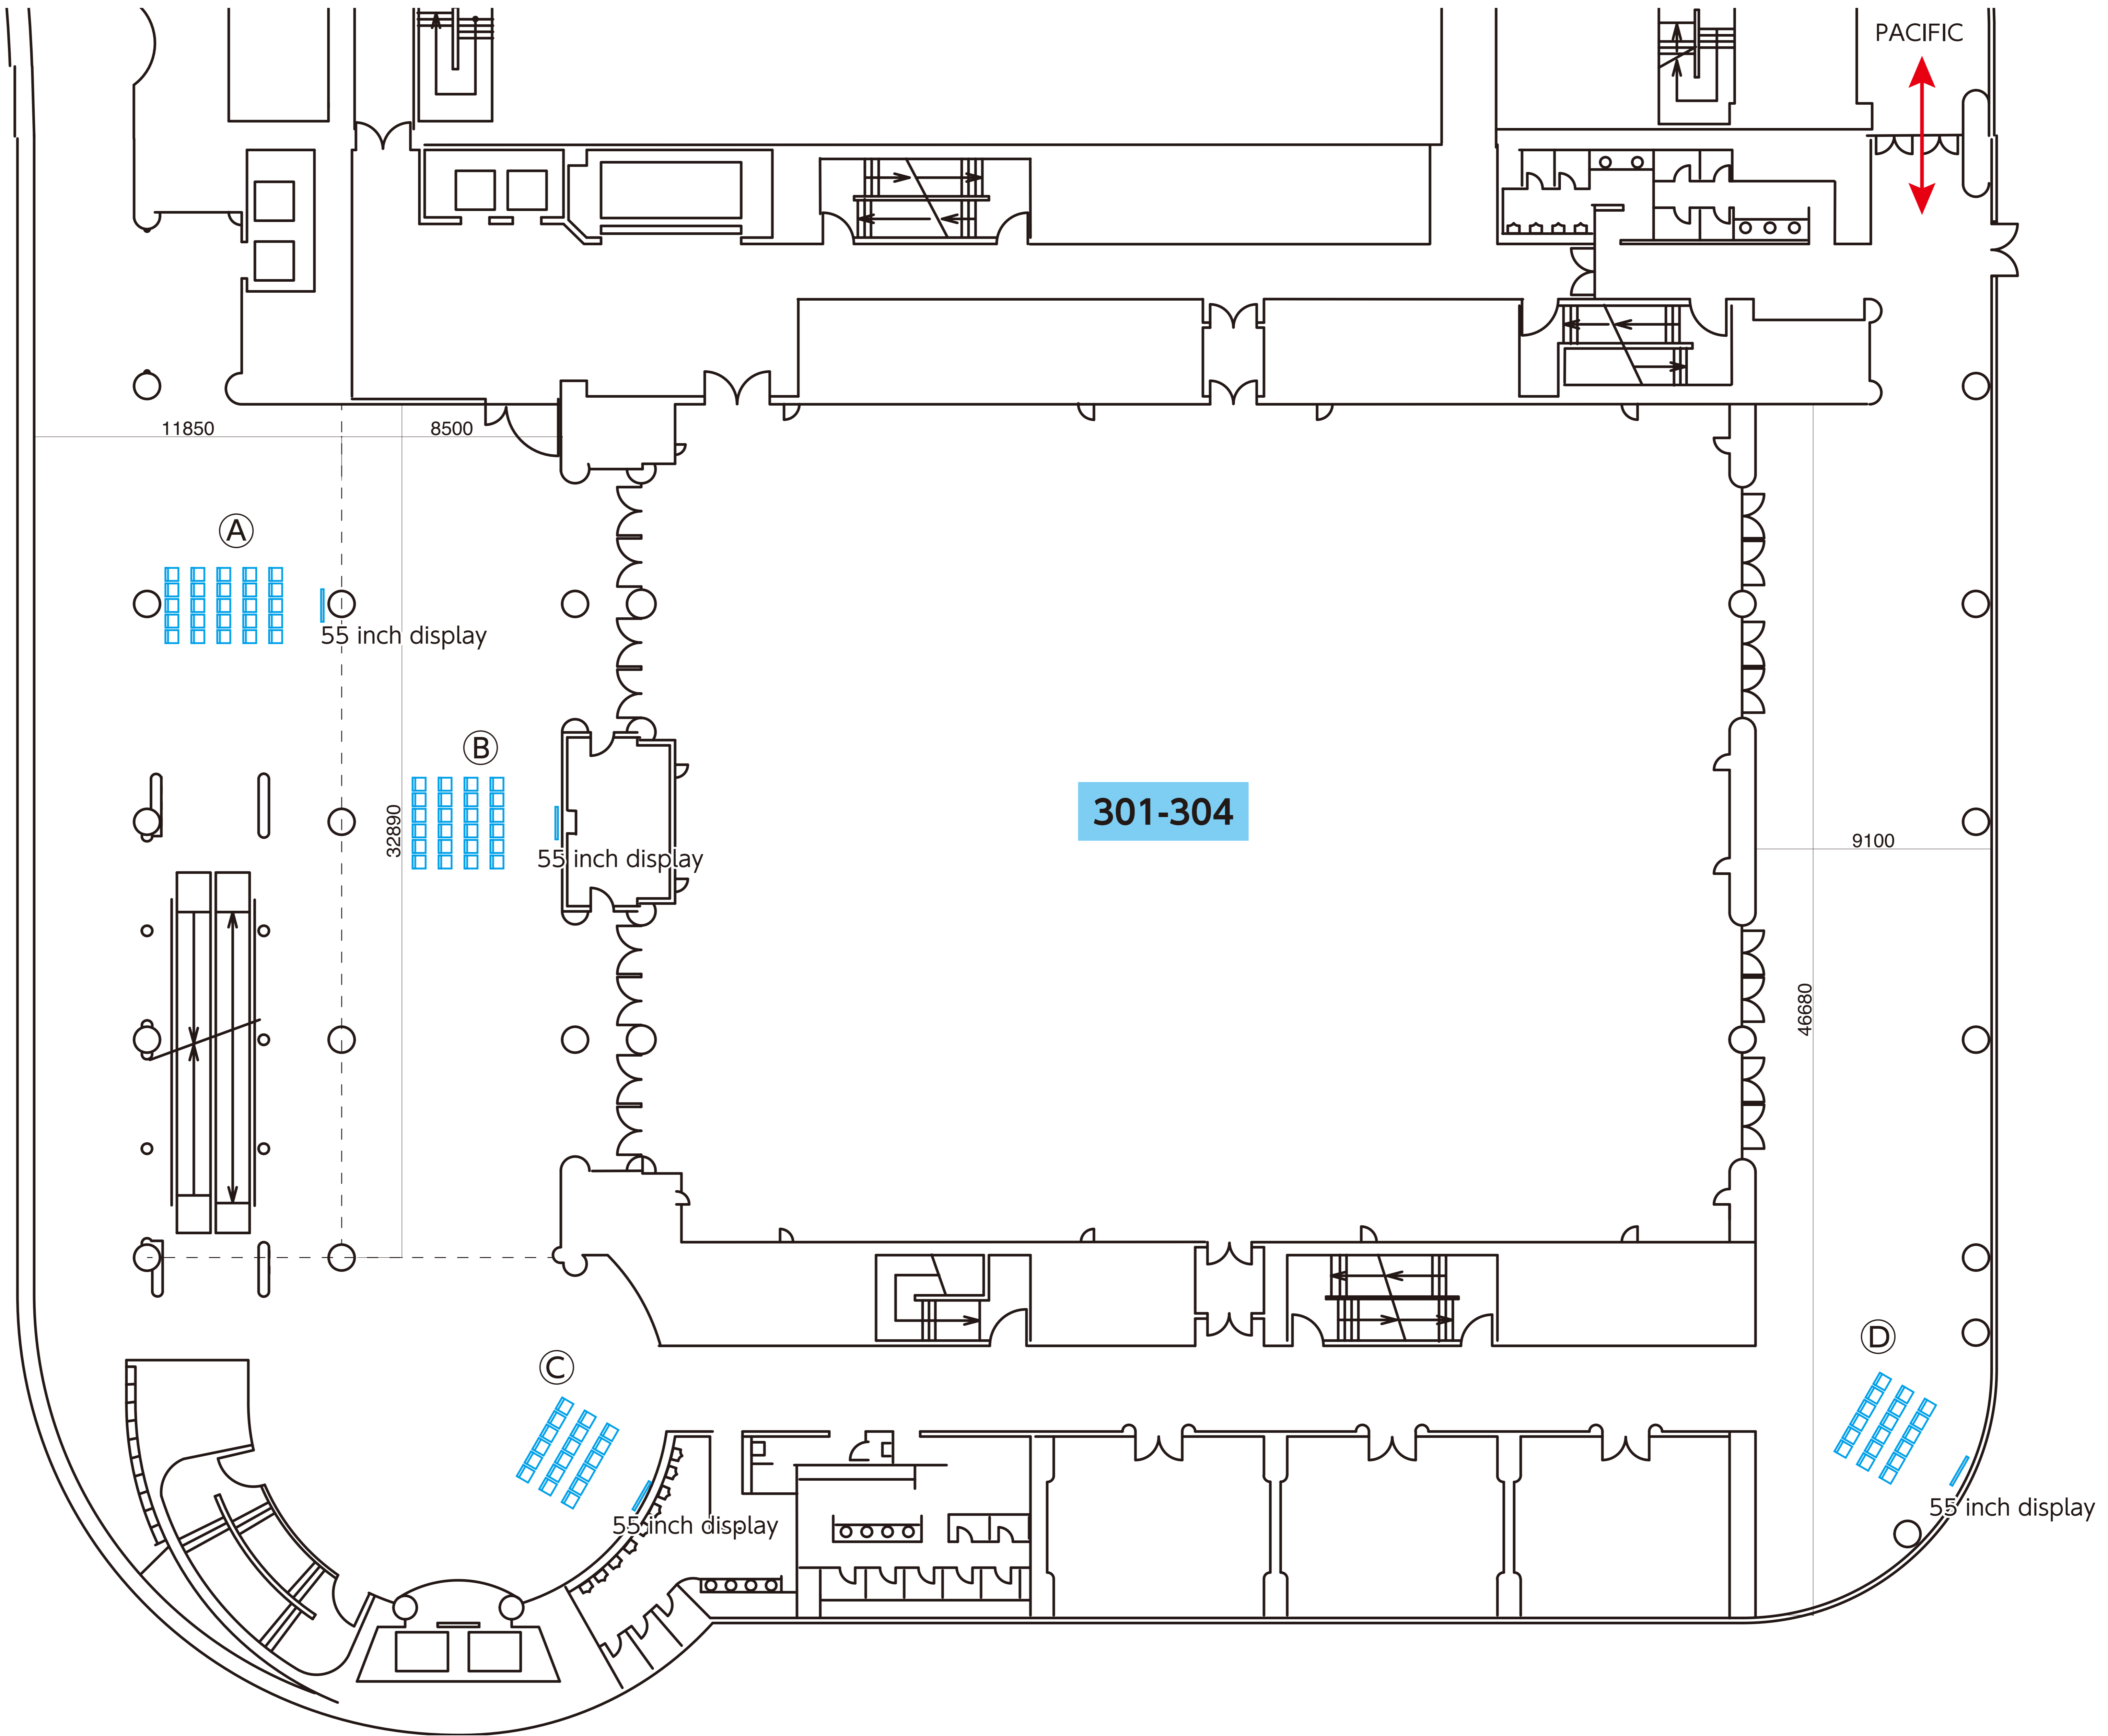 PACIFIC
11850
8500
Ⓐ
55 inch display
Ⓑ
32890
55 inch display
301-304
9100
46680
Ⓒ
55 inch display
Ⓓ
55 inch display